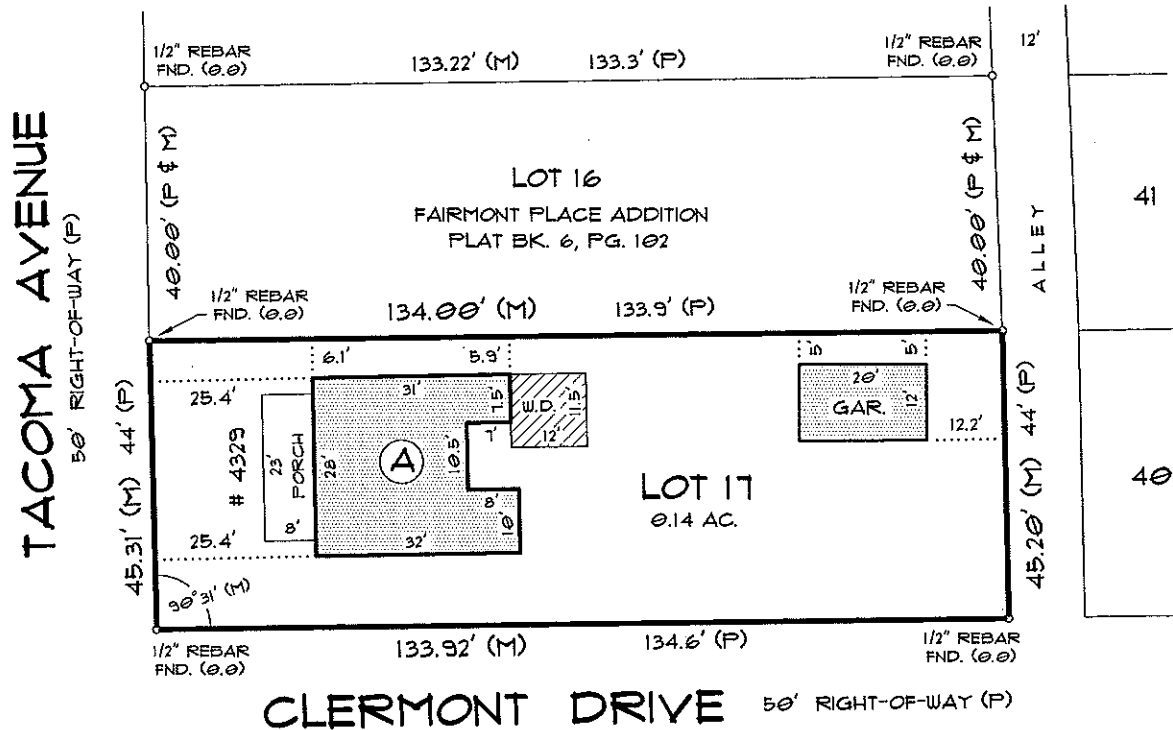 1/2" REBAR
FND. (0.0)
133.22' (M)
133.3' (P)
1/2" REBAR
FND. (0.0)
12'
TACOMA AVENUE
50' RIGHT-OF-WAY (P)
40.00' (P & M)
LOT 16
FAIRMONT PLACE ADDITION
PLAT BK. 6, PG. 102
40.00' (P & M)
ALLEY
41
1/2" REBAR
FND. (0.0)
134.00' (M)
133.9' (P)
1/2" REBAR
FND. (0.0)
6.1'
5.9'
5'
5'
45.31' (M) 44' (P)
25.4'
31'
7.5'
W.D.
11.5'
12'
20'
GAR.
12'
12.2'
# 4329
23'
PORCH
8'
28'
A
10.5'
7'
8'
10'
32'
25.4'
LOT 17
0.14 AC.
45.20' (M) 44' (P)
40
90°31' (M)
1/2" REBAR
FND. (0.0)
133.92' (M)
134.6' (P)
1/2" REBAR
FND. (0.0)
CLERMONT DRIVE
50' RIGHT-OF-WAY (P)